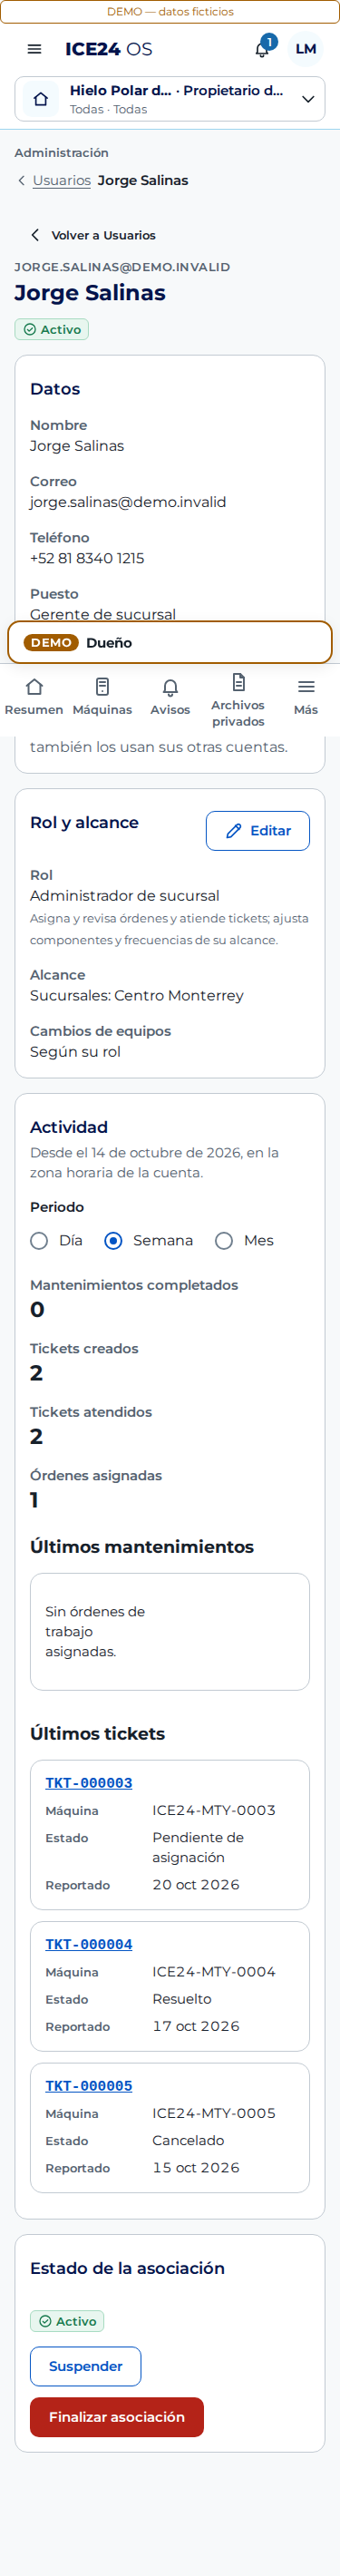 DEMO — datos ficticios
ICE24 OS
1
LM
Hielo Polar d... · Propietario d...
Todas · Todas
Administración
Usuarios Jorge Salinas
Volver a Usuarios
JORGE.SALINAS@DEMO.INVALID
Jorge Salinas
Activo
Datos
Nombre
Jorge Salinas
Correo
jorge.salinas@demo.invalid
Teléfono
+52 81 8340 1215
Puesto
Gerente de sucursal
DEMO Dueño
Resumen
Máquinas
Avisos
Archivos privados
Más
también los usan sus otras cuentas.
Rol y alcance
Editar
Rol
Administrador de sucursal
Asigna y revisa órdenes y atiende tickets; ajusta
componentes y frecuencias de su alcance.
Alcance
Sucursales: Centro Monterrey
Cambios de equipos
Según su rol
Actividad
Desde el 14 de octubre de 2026, en la
zona horaria de la cuenta.
Periodo
Día Semana Mes
Mantenimientos completados
0
Tickets creados
2
Tickets atendidos
2
Órdenes asignadas
1
Últimos mantenimientos
Sin órdenes de
trabajo
asignadas.
Últimos tickets
TKT-000003
Máquina ICE24-MTY-0003
Estado Pendiente de
asignación
Reportado 20 oct 2026
TKT-000004
Máquina ICE24-MTY-0004
Estado Resuelto
Reportado 17 oct 2026
TKT-000005
Máquina ICE24-MTY-0005
Estado Cancelado
Reportado 15 oct 2026
Estado de la asociación
Activo
Suspender
Finalizar asociación